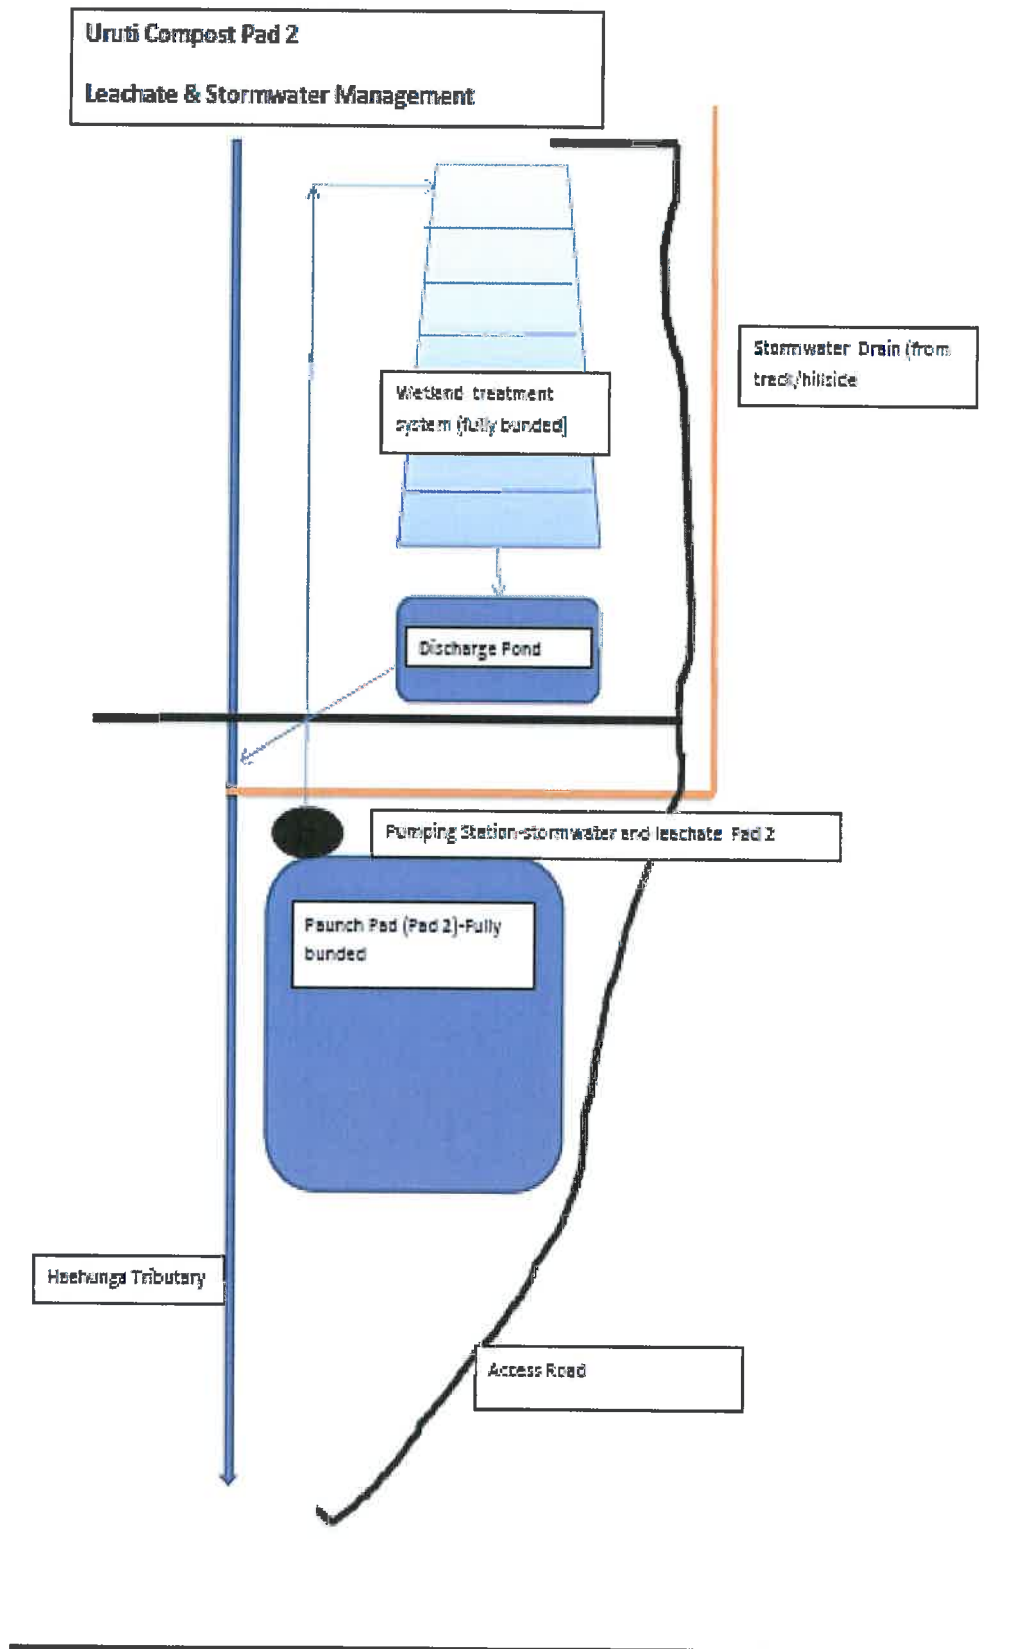 Uruti Compost Pad 2
Leachate & Stormwater Management
Stormwater Drain (from
track/hillside
Wetland treatment
system (fully bunded)
Discharge Pond
Pumping Station-stormwater and leachate Pad 2
Paunch Pad (Pad 2)-Fully
bunded
Haehanga Tributary
Access Road